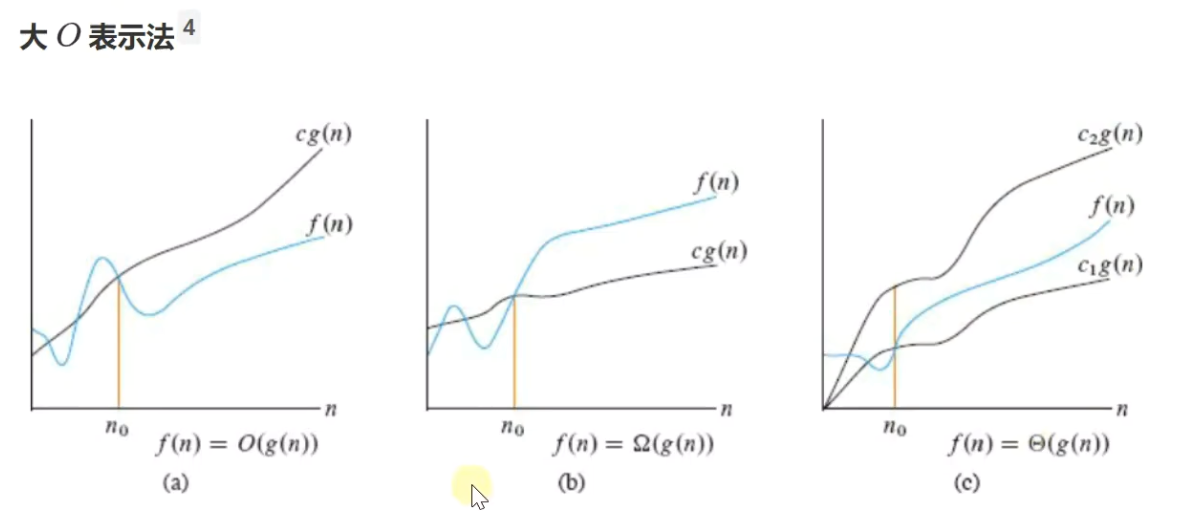 大 O 表示法 4
cg(n)
f(n)
n
n₀
f(n) = O(g(n))
(a)
f(n)
cg(n)
n
n₀
f(n) = Ω(g(n))
(b)
c₂g(n)
f(n)
c₁g(n)
n
n₀
f(n) = Θ(g(n))
(c)